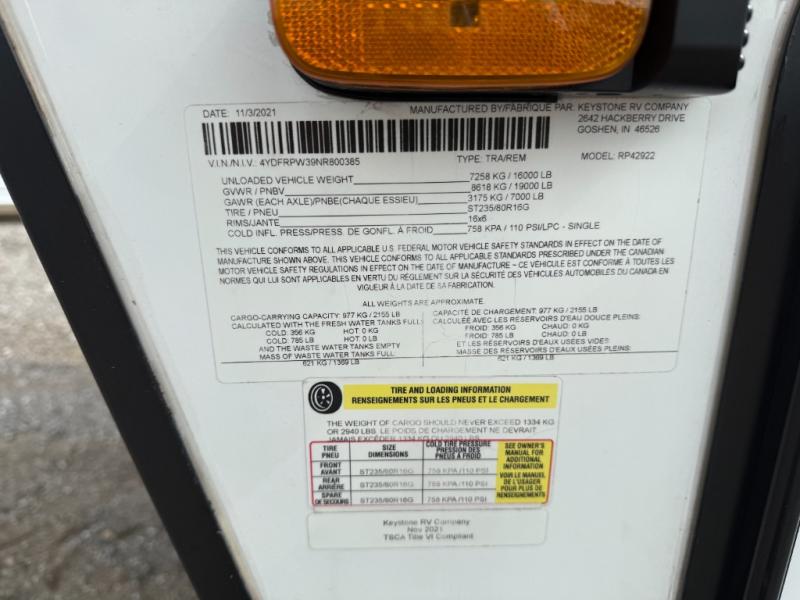 DATE: 11/3/2021 MANUFACTURED BY/FABRIQUE PAR: KEYSTONE RV COMPANY
2642 HACKBERRY DRIVE
GOSHEN, IN 46526
V.I.N./N.I.V.: 4YDFRPW39NR800385 TYPE: TRA/REM MODEL: RP42922
UNLOADED VEHICLE WEIGHT 7258 KG / 16000 LB
GVWR / PNBV 8618 KG / 19000 LB
GAWR (EACH AXLE)/PNBE(CHAQUE ESSIEU) 3175 KG / 7000 LB
TIRE / PNEU ST235/80R16G
RIMS/JANTE 16x6
COLD INFL. PRESS/PRESS. DE GONFL. À FROID 758 KPA / 110 PSI/LPC - SINGLE
THIS VEHICLE CONFORMS TO ALL APPLICABLE U.S. FEDERAL MOTOR VEHICLE SAFETY STANDARDS IN EFFECT ON THE DATE OF
MANUFACTURE SHOWN ABOVE. THIS VEHICLE CONFORMS TO ALL APPLICABLE STANDARDS PRESCRIBED UNDER THE CANADIAN
MOTOR VEHICLE SAFETY REGULATIONS IN EFFECT ON THE DATE OF MANUFACTURE – CE VÉHICULE EST CONFORME À TOUTES LES
NORMES QUI LUI SONT APPLICABLES EN VERTU DU RÈGLEMENT SUR LA SÉCURITÉ DES VÉHICULES AUTOMOBILES DU CANADA EN
VIGUEUR À LA DATE DE SA FABRICATION.
ALL WEIGHTS ARE APPROXIMATE
CARGO-CARRYING CAPACITY: 977 KG / 2155 LB
CALCULATED WITH THE FRESH WATER TANKS FULL:
COLD: 356 KG HOT: 0 KG
COLD: 785 LB HOT: 0 LB
AND THE WASTE WATER TANKS EMPTY
MASS OF WASTE WATER TANKS FULL:
621 KG / 1369 LB
CAPACITÉ DE CHARGEMENT: 977 KG / 2155 LB
CALCULÉE AVEC LES RÉSERVOIRS D'EAU DOUCE PLEINS:
FROID: 356 KG CHAUD: 0 KG
FROID: 785 LB CHAUD: 0 LB
ET LES RÉSERVOIRS D'EAUX USÉES VIDES
MASSE DES RÉSERVOIRS D'EAUX USÉES PLEINS:
621 KG / 1369 LB
TIRE AND LOADING INFORMATION
RENSEIGNEMENTS SUR LES PNEUS ET LE CHARGEMENT
THE WEIGHT OF CARGO SHOULD NEVER EXCEED 1334 KG
OR 2940 LBS. LE POIDS DE CHARGEMENT NE DEVRAIT
JAMAIS EXCÉDER 1334 KG OU 2940 LBS.
TIRE
PNEU
SIZE
DIMENSIONS
COLD TIRE PRESSURE
PRESSION DES
PNEUS A FROID
FRONT
AVANT
ST235/80R16G 758 KPA /110 PSI
REAR
ARRIÈRE
ST235/80R16G 758 KPA /110 PSI
SPARE
DE SECOURS
ST235/80R16G 758 KPA /110 PSI
SEE OWNER'S
MANUAL FOR
ADDITIONAL
INFORMATION
VOIR LE MANUEL
DE L'USAGER
POUR PLUS DE
RENSEIGNEMENTS
Keystone RV Company
Nov 2021
TSCA Title VI Compliant